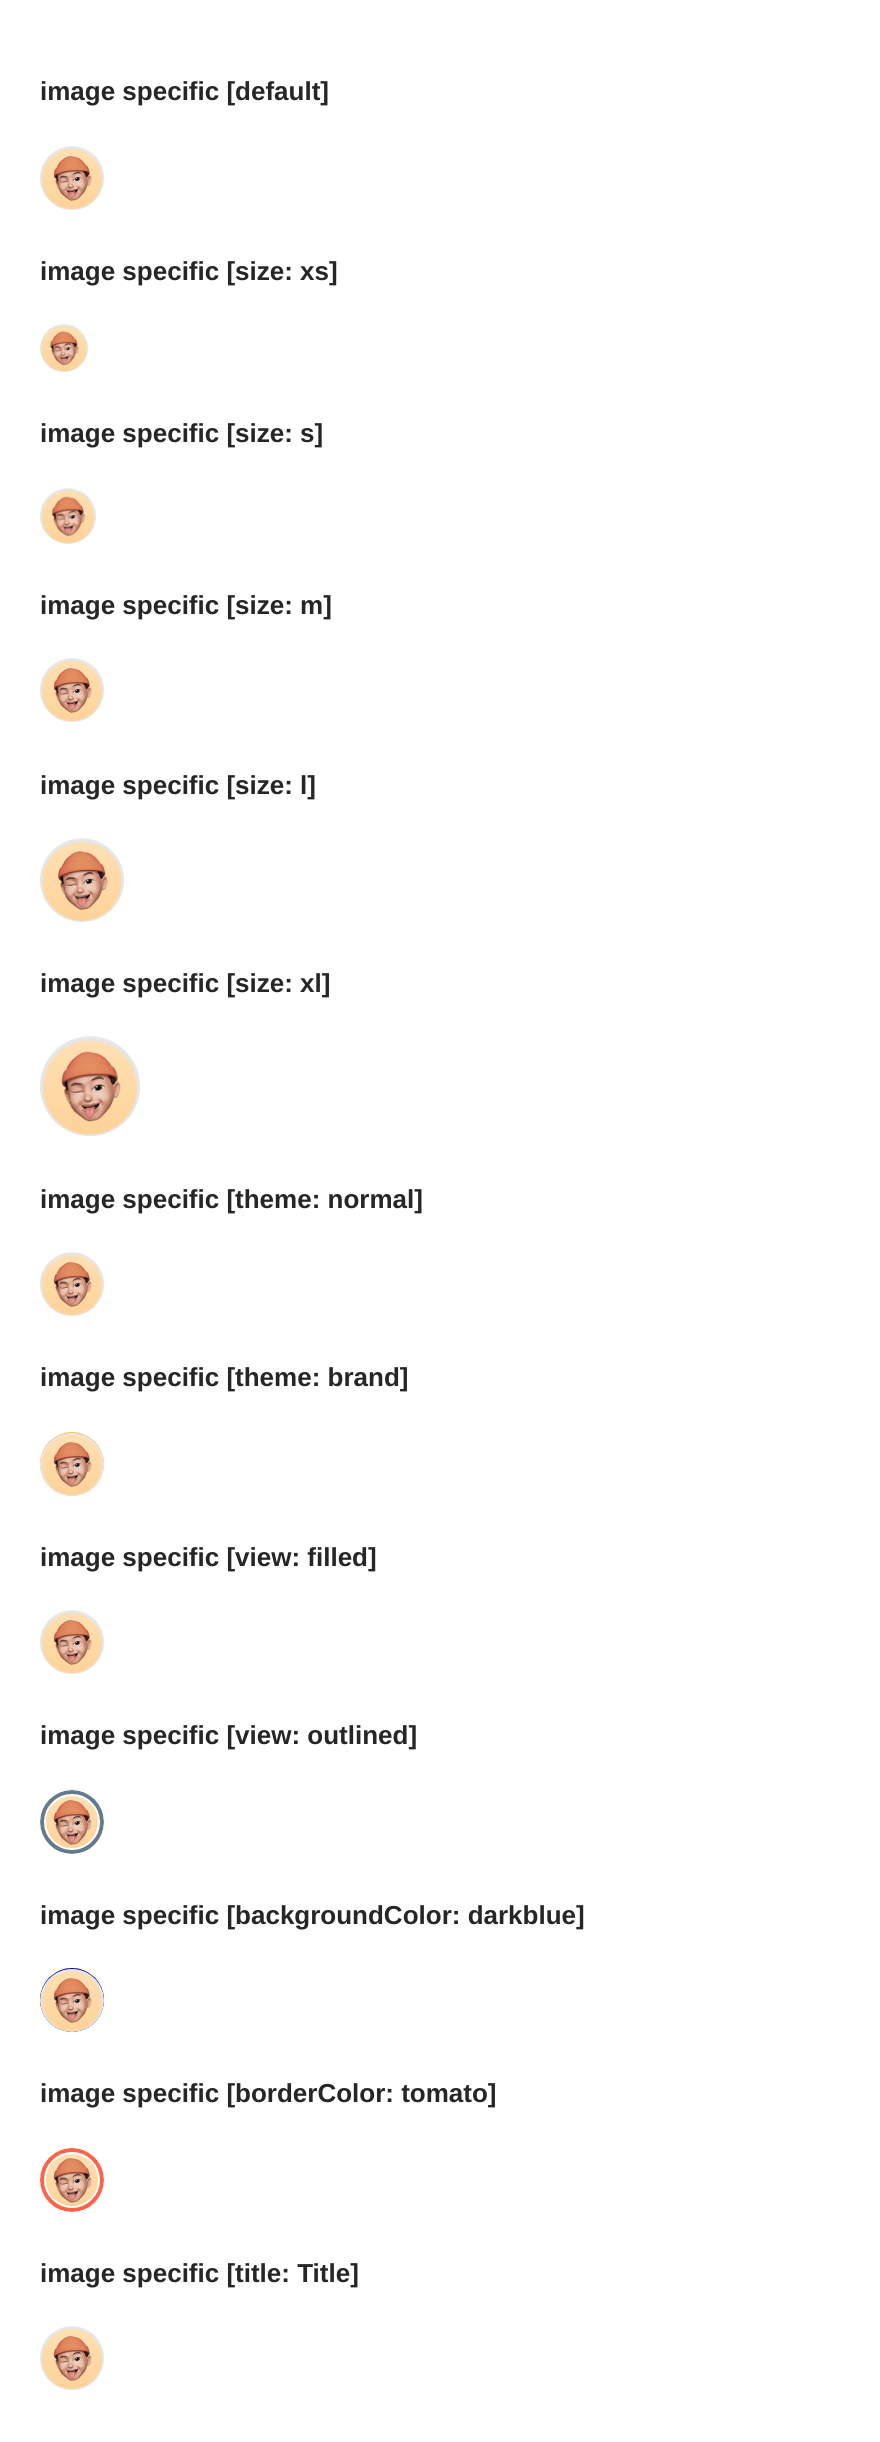 image specific [default]
image specific [size: xs]
image specific [size: s]
image specific [size: m]
image specific [size: l]
image specific [size: xl]
image specific [theme: normal]
image specific [theme: brand]
image specific [view: filled]
image specific [view: outlined]
image specific [backgroundColor: darkblue]
image specific [borderColor: tomato]
image specific [title: Title]